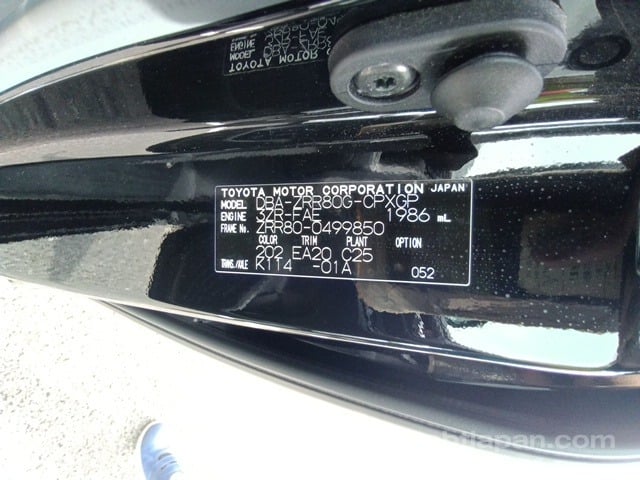 TOYOTA MOTOR CORPORATION JAPAN
MODEL DBA-ZRR80G-CPXGP
ENGINE 3ZR-FAE 1986 mL
FRAME No. ZRR80-0499850
COLOR TRIM PLANT OPTION
202 EA20 C25
TRANS./AXLE K114 -01A 052